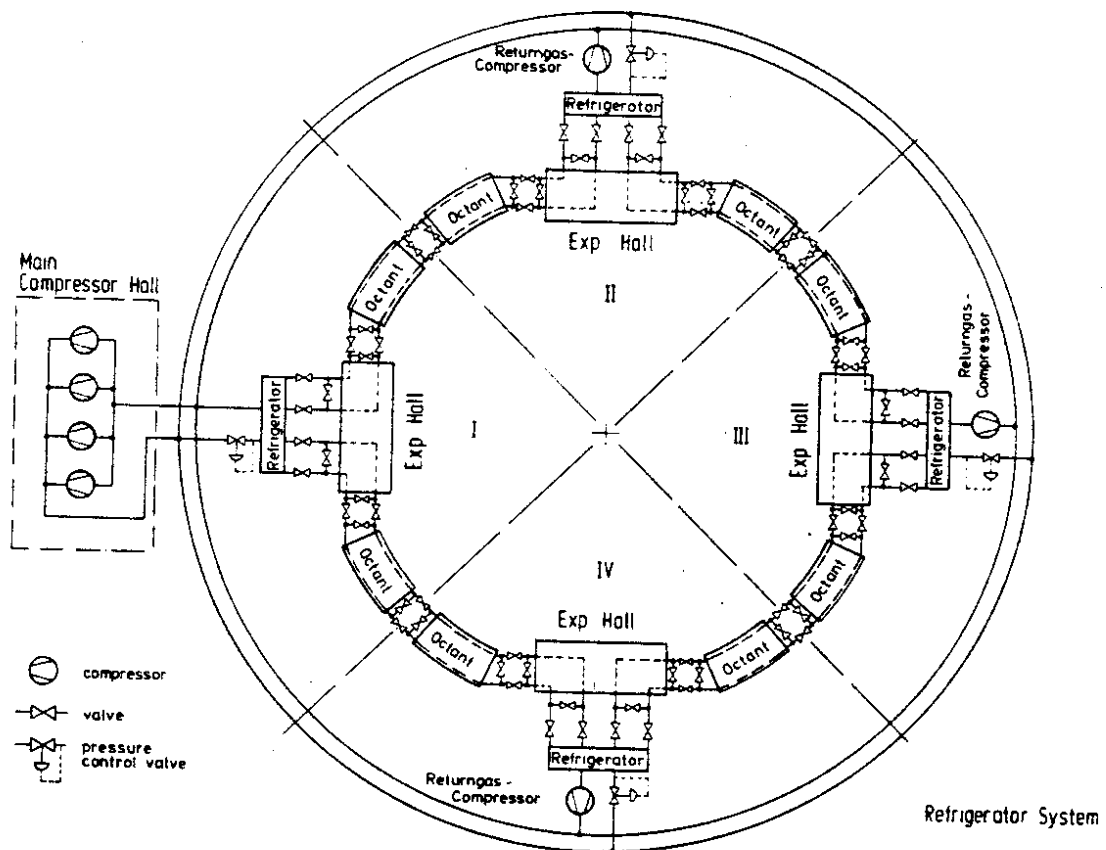 Returngas-
Compressor
Refrigerator
Octant
Octant
Exp Hall
II
Octant
Octant
Main
Compressor Hall
Refrigerator
Exp Hall
I
III
Exp Hall
Refrigerator
Returngas-
Compressor
Octant
Octant
IV
Exp Hall
Octant
Octant
Refrigerator
Returngas-
Compressor
compressor
valve
pressure
control valve
Refrigerator System